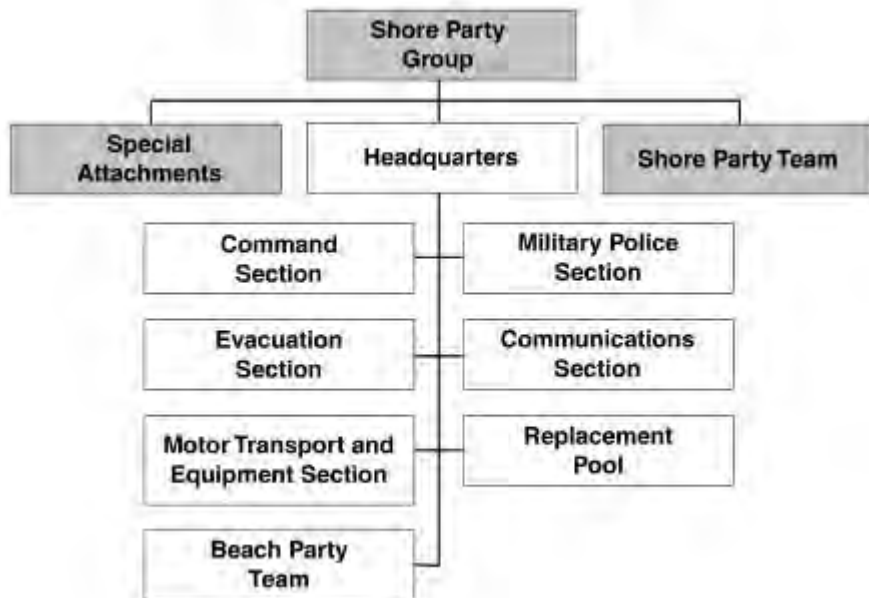 Shore Party
Group
Special
Attachments
Headquarters
Shore Party Team
Command
Section
Military Police
Section
Evacuation
Section
Communications
Section
Motor Transport and
Equipment Section
Replacement
Pool
Beach Party
Team